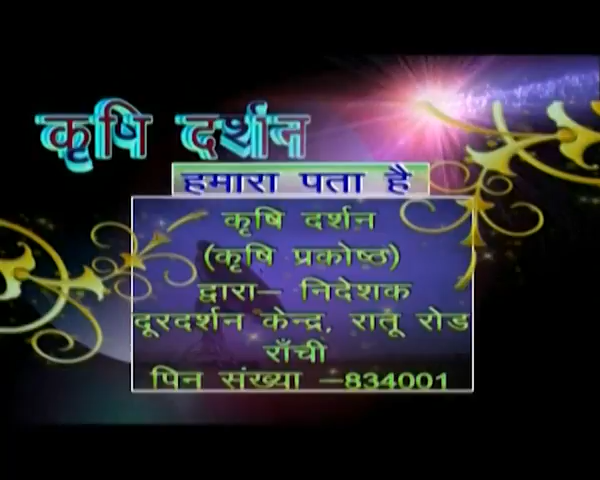 कृषि दर्शन
हमारा पता है
कृषि दर्शन
(कृषि प्रकोष्ठ)
द्वारा– निदेशक
दूरदर्शन केन्द्र, रातू रोड
राँची
पिन संख्या –834001